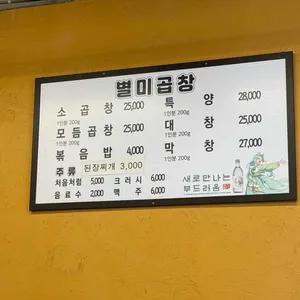 별미곱창
소 곱 창 25,000 특 양 28,000
1인분 200g 1인분 200g
모듬곱창 25,000 대 창 25,000
1인분 200g 1인분 200g
볶 음 밥 4,000 막 창 27,000
1인분 200g
주류 된장찌개 3,000
처음처럼 5,000 크러시 6,000 새로 만나는
음료수 2,000 맥 주 6,000 부드러움